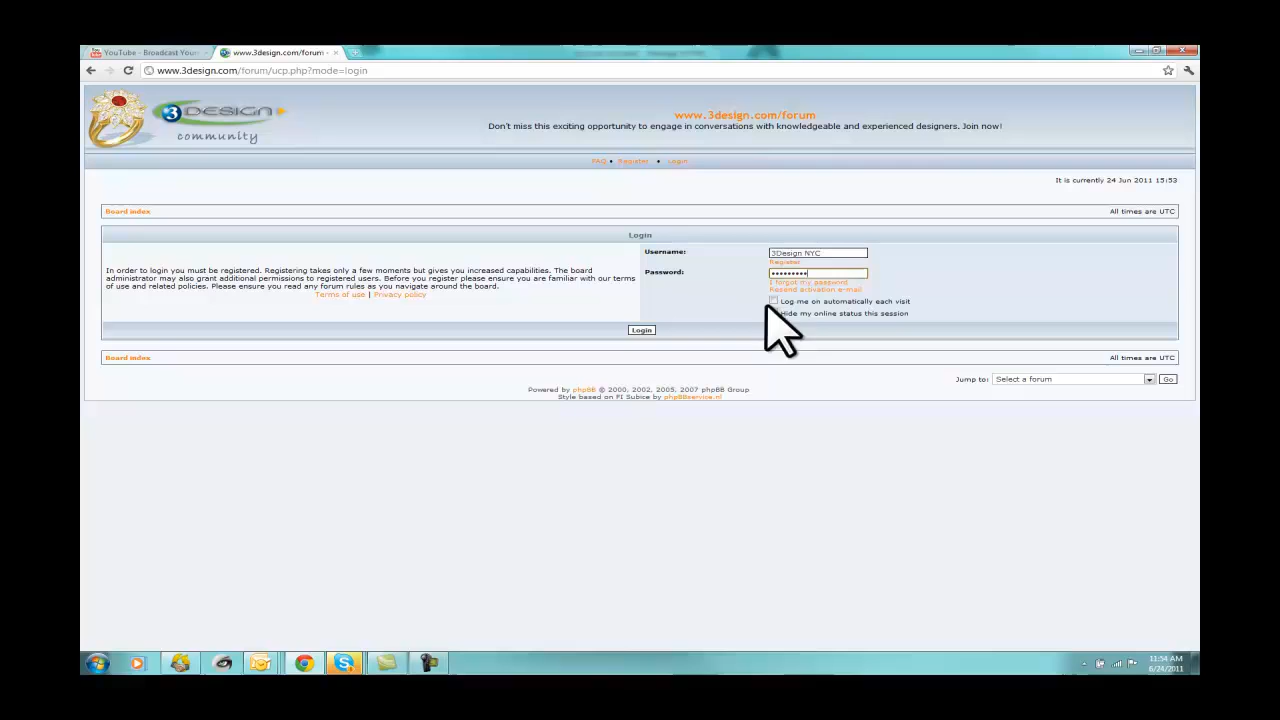 YouTube - Broadcast Your
www.3design.com/forum -
www.3design.com/forum/ucp.php?mode=login
3DESIGN
community
www.3design.com/forum
Don't miss this exciting opportunity to engage in conversations with knowledgeable and experienced designers. Join now!
FAQ • Register • Login
It is currently 24 Jun 2011 15:53
Board index
All times are UTC
Login
In order to login you must be registered. Registering takes only a few moments but gives you increased capabilities. The board
administrator may also grant additional permissions to registered users. Before you register please ensure you are familiar with our terms
of use and related policies. Please ensure you read any forum rules as you navigate around the board.
Terms of use | Privacy policy
Username:
3Design NYC
Register
Password:
•••••••••
I forgot my password
Resend activation e-mail
Log me on automatically each visit
Hide my online status this session
Login
Board index
All times are UTC
Jump to: Select a forum Go
Powered by phpBB © 2000, 2002, 2005, 2007 phpBB Group
Style based on FI Subice by phpBBservice.nl
11:54 AM
6/24/2011